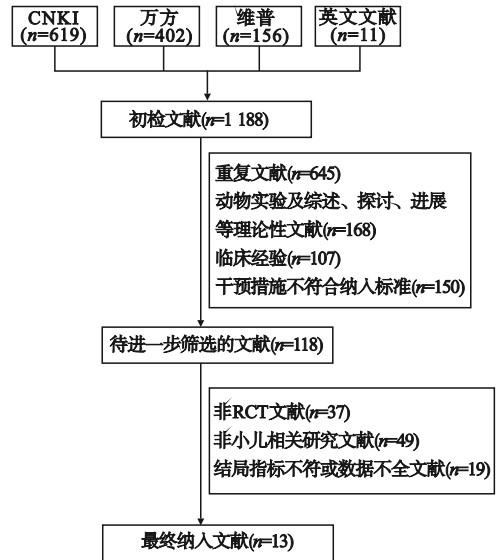 CNKI 万方 维普 英文文献
(n=619) (n=402) (n=156) (n=11)
初检文献(n=1 188)
重复文献(n=645)
动物实验及综述、探讨、进展
等理论性文献(n=168)
临床经验(n=107)
干预措施不符合纳入标准(n=150)
待进一步筛选的文献(n=118)
非RCT文献(n=37)
非小儿相关研究文献(n=49)
结局指标不符或数据不全文献(n=19)
最终纳入文献(n=13)